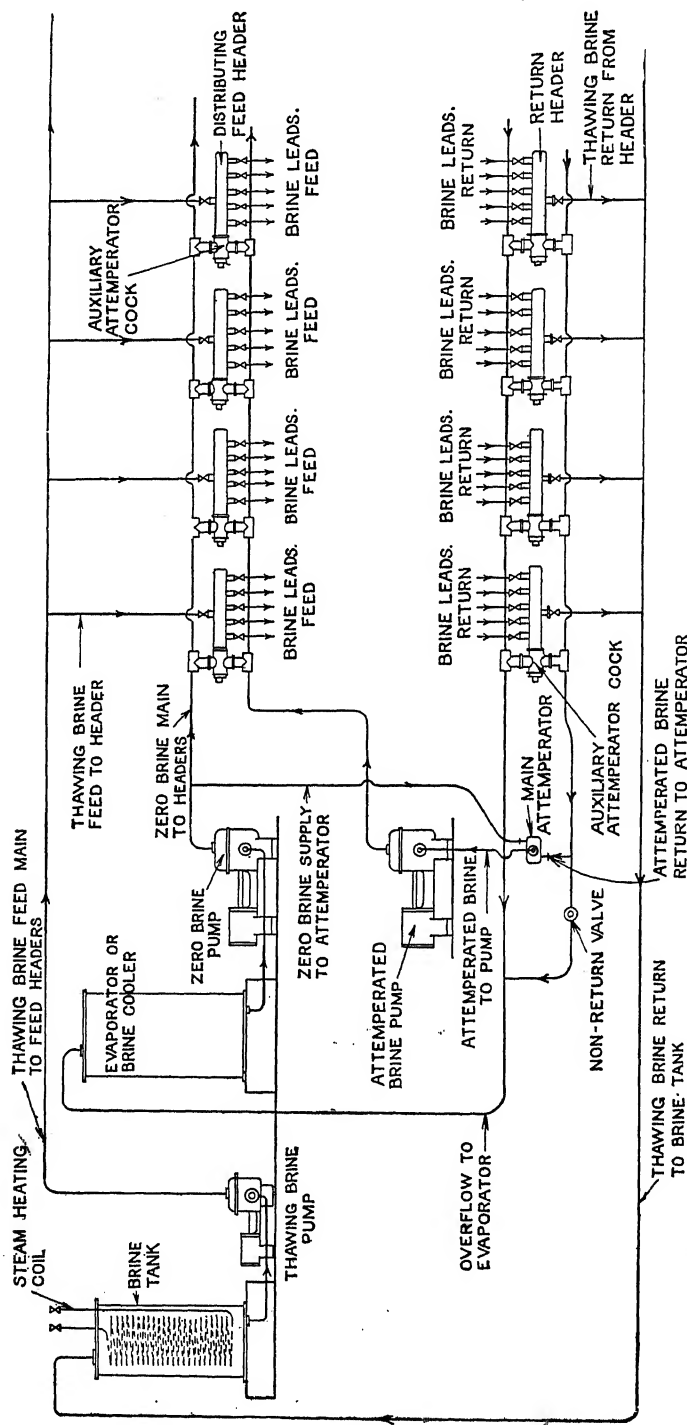 STEAM HEATING
COIL
BRINE
TANK
THAWING BRINE FEED MAIN
TO FEED HEADERS
THAWING BRINE
PUMP
EVAPORATOR OR
BRINE COOLER
ZERO BRINE
PUMP
THAWING BRINE
FEED TO HEADER
ZERO BRINE MAIN
TO HEADERS
ZERO BRINE SUPPLY
TO ATTEMPERATOR
AUXILIARY
ATTEMPERATOR
COCK
DISTRIBUTING
FEED HEADER
BRINE LEADS.
FEED
BRINE LEADS.
FEED
BRINE LEADS.
FEED
BRINE LEADS.
FEED
ATTEMPERATED
BRINE PUMP
ATTEMPERATED BRINE
TO PUMP
OVERFLOW TO
EVAPORATOR
MAIN
ATTEMPERATOR
NON-RETURN VALVE
AUXILIARY
ATTEMPERATOR COCK
ATTEMPERATED BRINE
RETURN TO ATTEMPERATOR
BRINE LEADS.
RETURN
BRINE LEADS.
RETURN
BRINE LEADS.
RETURN
BRINE LEADS.
RETURN
RETURN
HEADER
THAWING BRINE
RETURN FROM
HEADER
THAWING BRINE RETURN
TO BRINE TANK